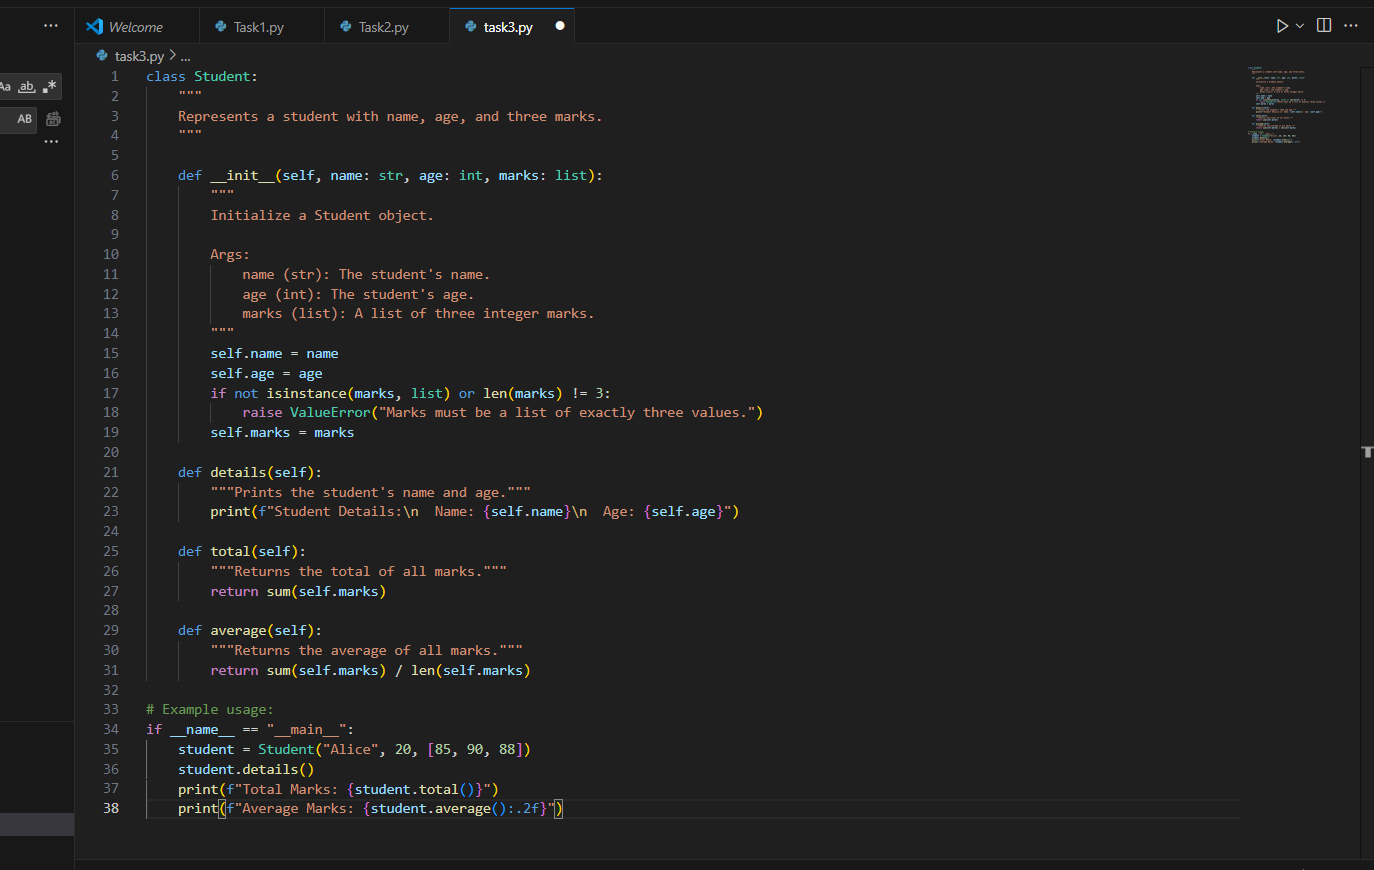 Welcome
Task1.py
Task2.py
task3.py
Aa ab
AB
task3.py > ...
1 class Student:
2 """
3 Represents a student with name, age, and three marks.
4 """
5
6 def __init__(self, name: str, age: int, marks: list):
7 """
8 Initialize a Student object.
9
10 Args:
11 name (str): The student's name.
12 age (int): The student's age.
13 marks (list): A list of three integer marks.
14 """
15 self.name = name
16 self.age = age
17 if not isinstance(marks, list) or len(marks) != 3:
18 raise ValueError("Marks must be a list of exactly three values.")
19 self.marks = marks
20
21 def details(self):
22 """Prints the student's name and age."""
23 print(f"Student Details:\n  Name: {self.name}\n  Age: {self.age}")
24
25 def total(self):
26 """Returns the total of all marks."""
27 return sum(self.marks)
28
29 def average(self):
30 """Returns the average of all marks."""
31 return sum(self.marks) / len(self.marks)
32
33 # Example usage:
34 if __name__ == "__main__":
35 student = Student("Alice", 20, [85, 90, 88])
36 student.details()
37 print(f"Total Marks: {student.total()}")
38 print(f"Average Marks: {student.average():.2f}")